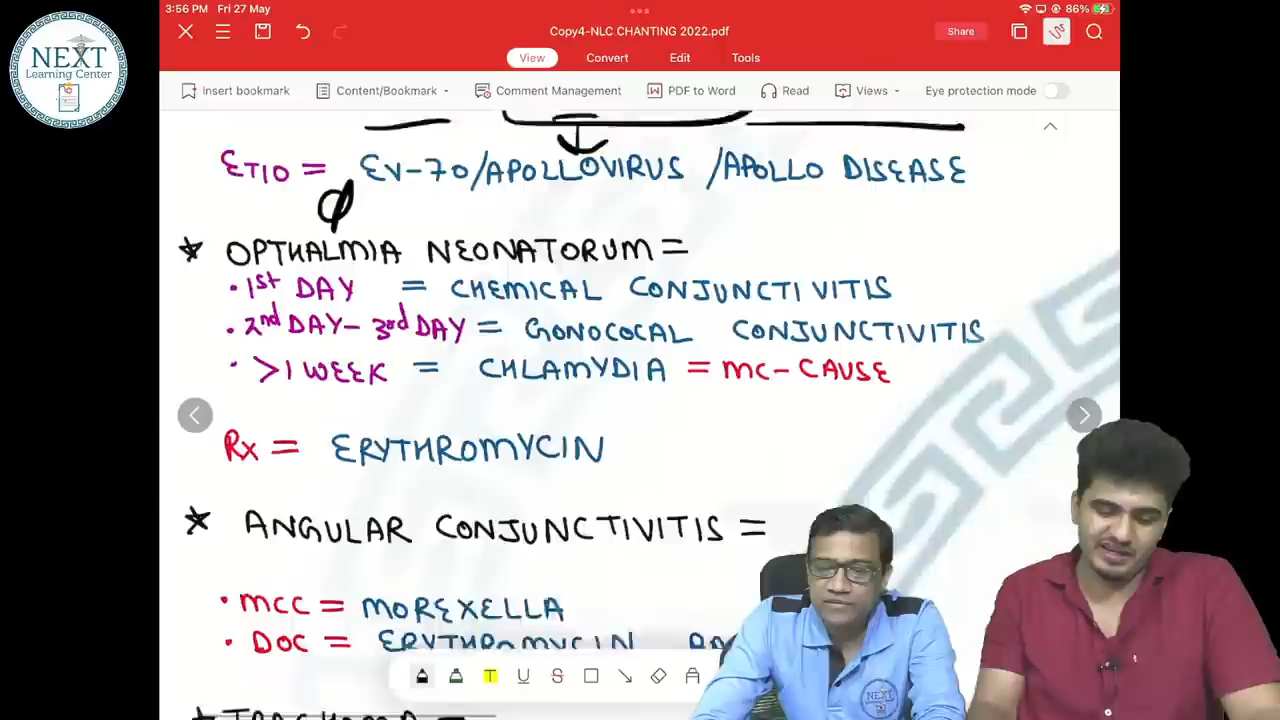 3:56 PM Fri 27 May
86%
NEXT
Learning Center
Copy4-NLC CHANTING 2022.pdf
Share
View Convert Edit Tools
Insert bookmark Content/Bookmark Comment Management PDF to Word Read Views Eye protection mode
ETIO = EV-70/APOLLOVIRUS /APOLLO DISEASE
★ OPTHALMIA NEONATORUM =
• 1st DAY = CHEMICAL CONJUNCTIVITIS
• 2nd DAY - 3rd DAY = GONOCOCAL CONJUNCTIVITIS
• >1 WEEK = CHLAMYDIA = MC - CAUSE
Rx = ERYTHROMYCIN
★ ANGULAR CONJUNCTIVITIS =
• MCC = MOREXELLA
• DOC = ERYTHROMYCIN
NEXT